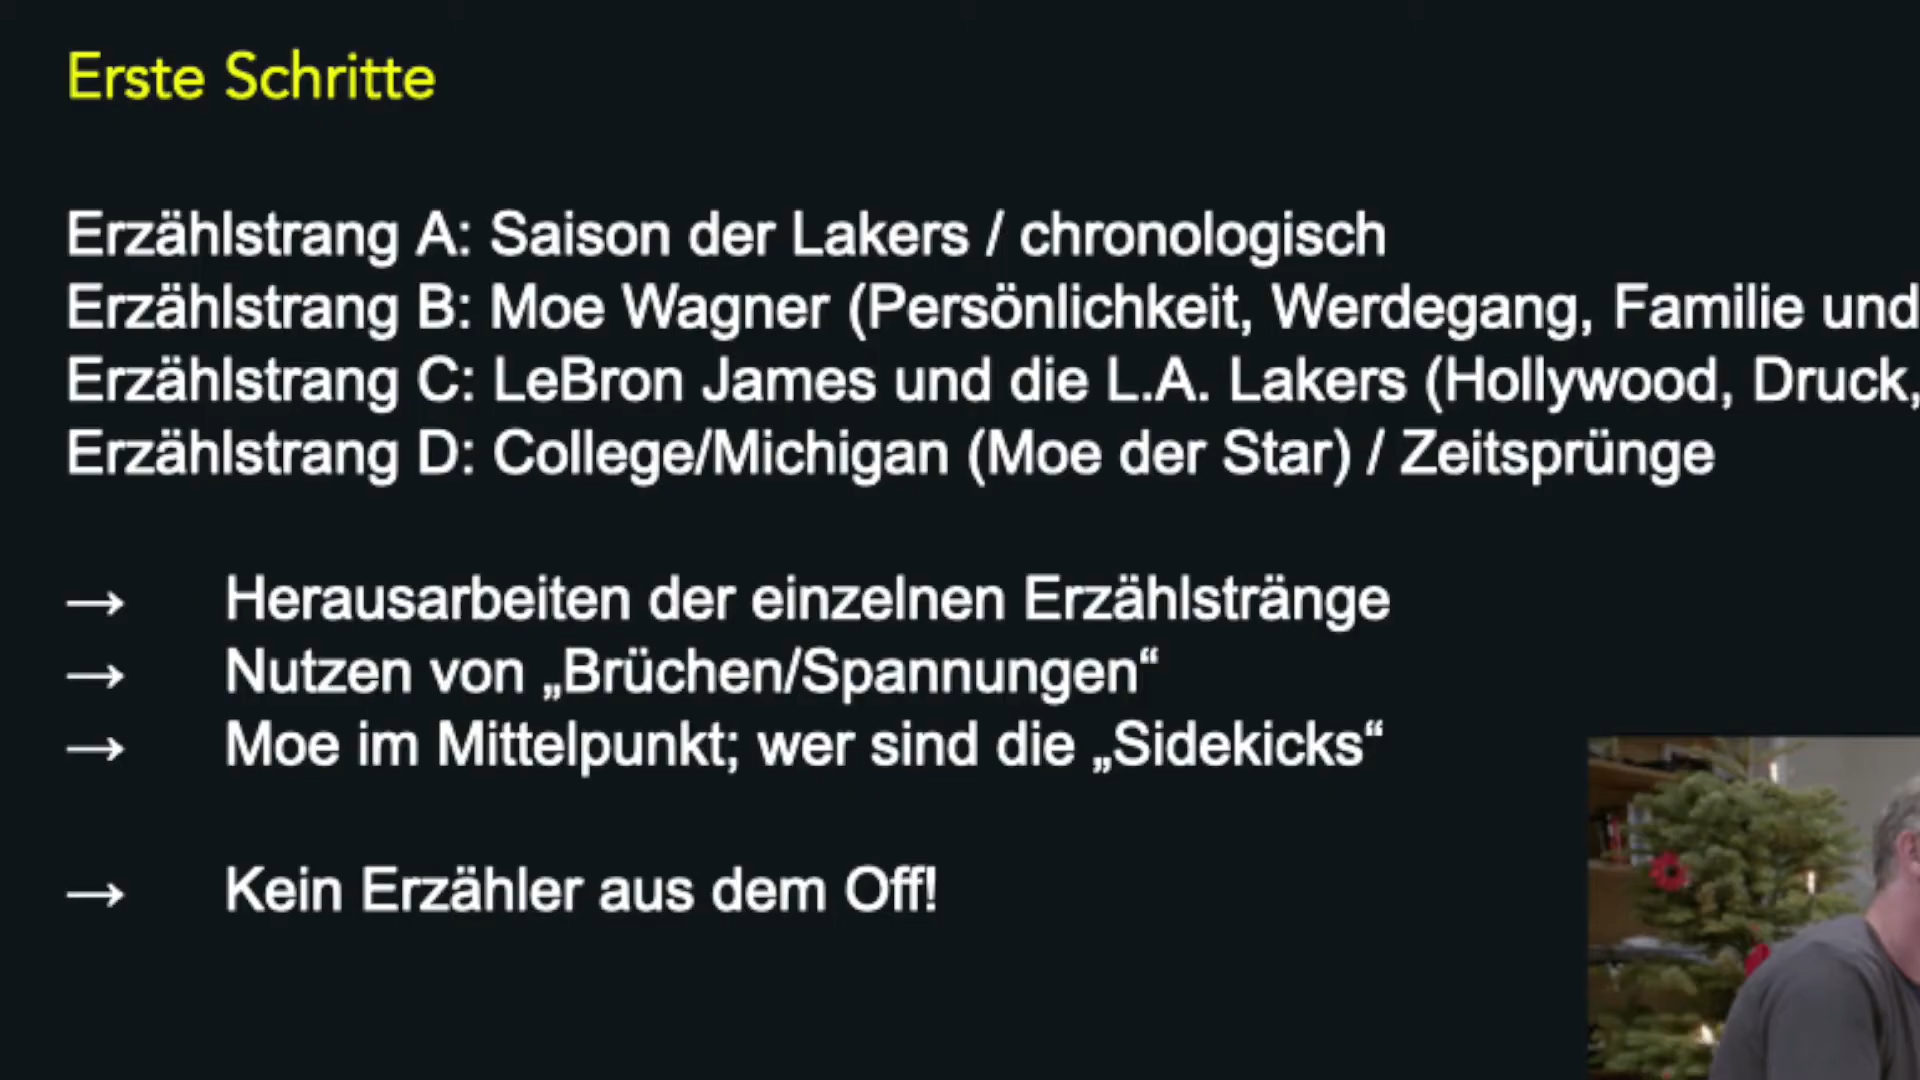 Erste Schritte
Erzählstrang A: Saison der Lakers / chronologisch
Erzählstrang B: Moe Wagner (Persönlichkeit, Werdegang, Familie und
Erzählstrang C: LeBron James und die L.A. Lakers (Hollywood, Druck,
Erzählstrang D: College/Michigan (Moe der Star) / Zeitsprünge
→ Herausarbeiten der einzelnen Erzählstränge
→ Nutzen von „Brüchen/Spannungen“
→ Moe im Mittelpunkt; wer sind die „Sidekicks“
→ Kein Erzähler aus dem Off!